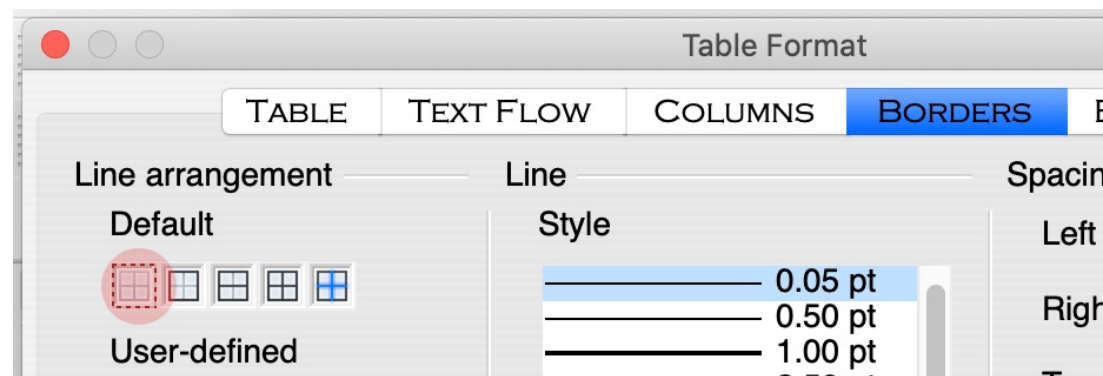 Table Format
TABLE TEXT FLOW COLUMNS BORDERS
Line arrangement Line
Default Style Left
0.05 pt
0.50 pt
User-defined 1.00 pt